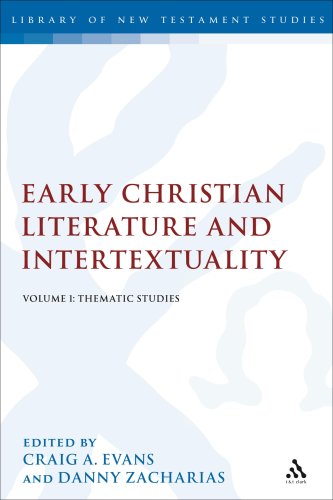 LIBRARY OF NEW TESTAMENT STUDIES
EARLY CHRISTIAN
LITERATURE AND
INTERTEXTUALITY
VOLUME I: THEMATIC STUDIES
EDITED BY
CRAIG A. EVANS
AND DANNY ZACHARIAS
t & t clark